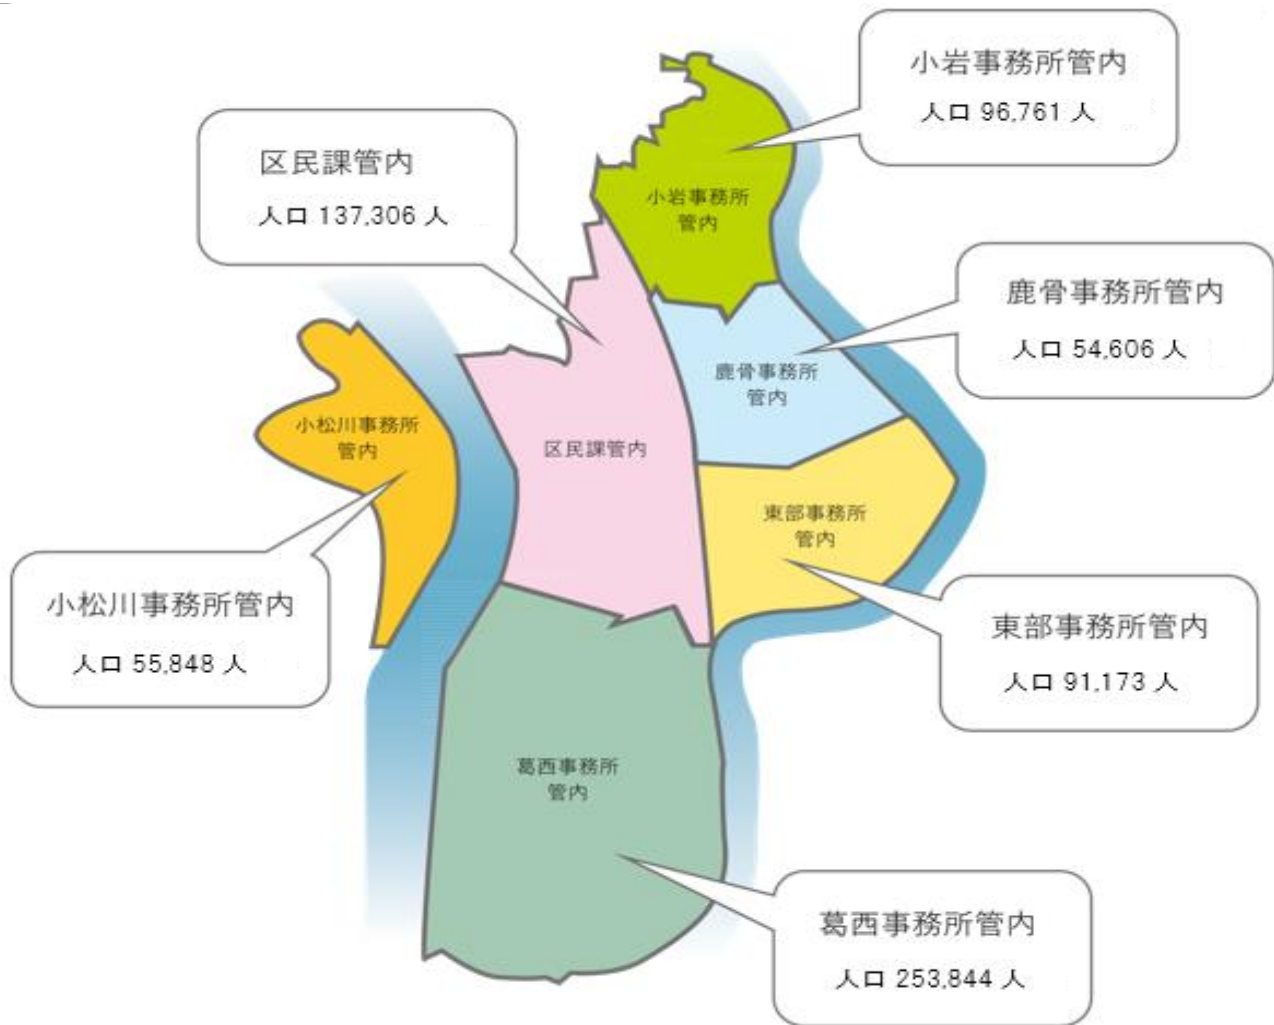 小岩事務所管内
人口 96,761 人
区民課管内
人口 137,306 人
小岩事務所
管内
鹿骨事務所管内
人口 54,606 人
鹿骨事務所
管内
小松川事務所
管内
区民課管内
東部事務所
管内
小松川事務所管内
人口 55,848 人
東部事務所管内
人口 91,173 人
葛西事務所
管内
葛西事務所管内
人口 253,844 人